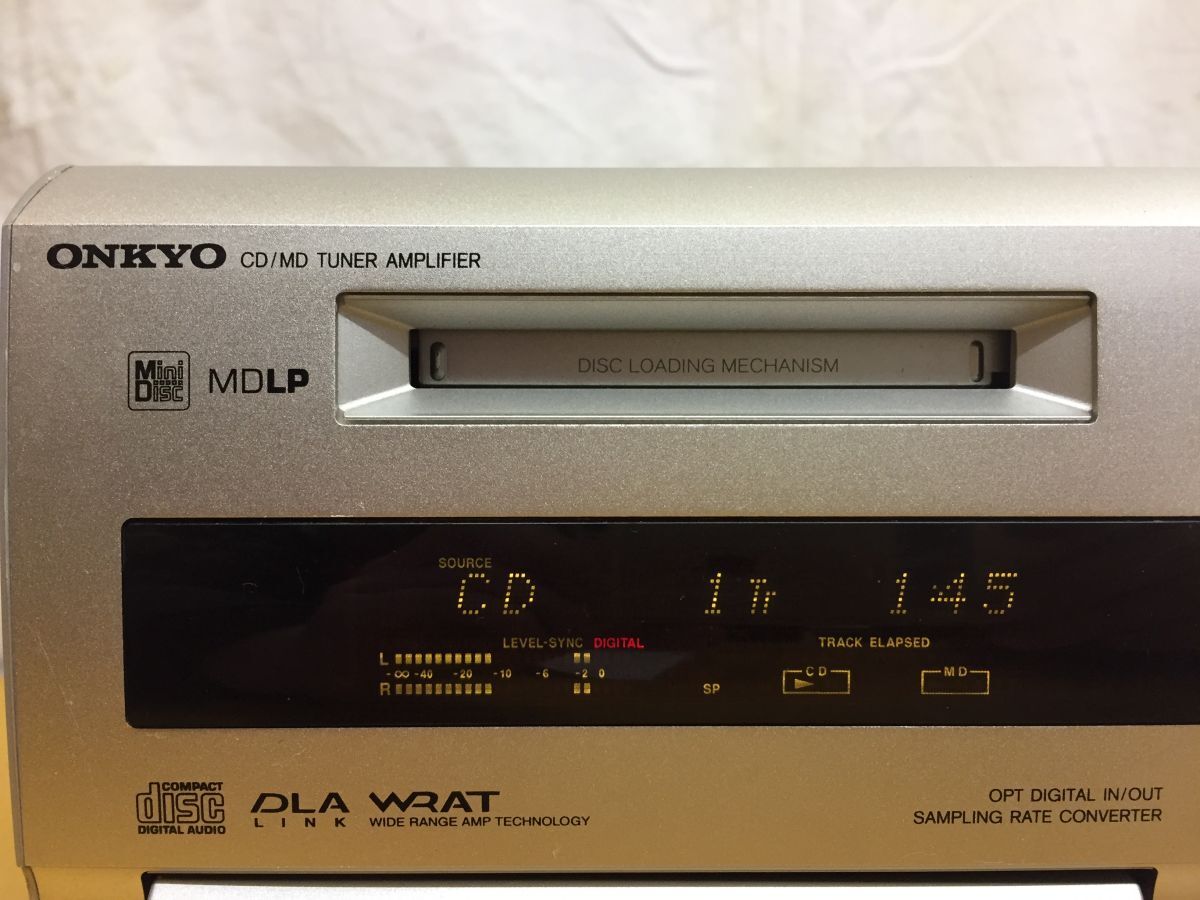 ONKYO CD/MD TUNER AMPLIFIER
Mini Disc MDLP
DISC LOADING MECHANISM
SOURCE
CD 1 Tr 1:45
LEVEL-SYNC DIGITAL TRACK ELAPSED
L
-∞ -40 -20 -10 -6 -2 0
R SP CD MD
COMPACT disc DIGITAL AUDIO
DLA LINK
WRAT
WIDE RANGE AMP TECHNOLOGY
OPT DIGITAL IN/OUT
SAMPLING RATE CONVERTER